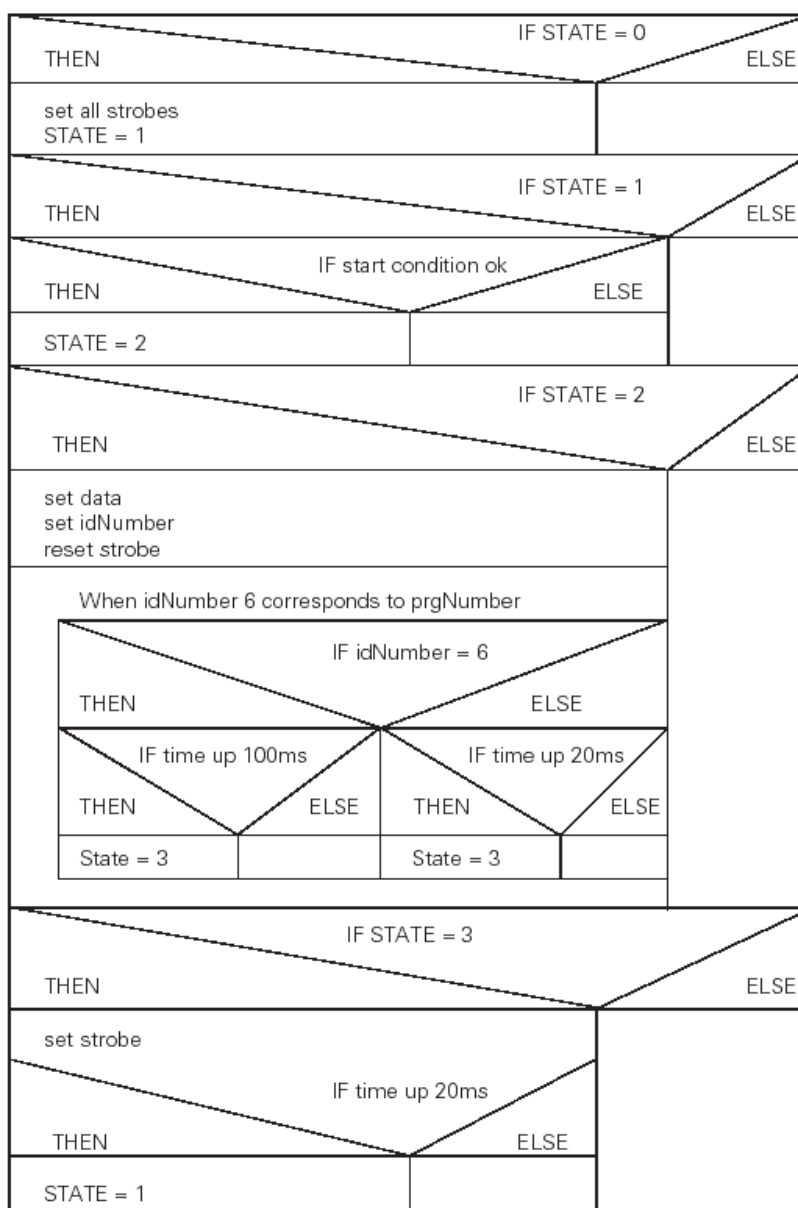 IF STATE = 0
THEN ELSE
set all strobes
STATE = 1
IF STATE = 1
THEN ELSE
IF start condition ok
THEN ELSE
STATE = 2
IF STATE = 2
THEN ELSE
set data
set idNumber
reset strobe
When idNumber 6 corresponds to prgNumber
IF idNumber = 6
THEN ELSE
IF time up 100ms IF time up 20ms
THEN ELSE THEN ELSE
State = 3 State = 3
IF STATE = 3
THEN ELSE
set strobe
IF time up 20ms
THEN ELSE
STATE = 1